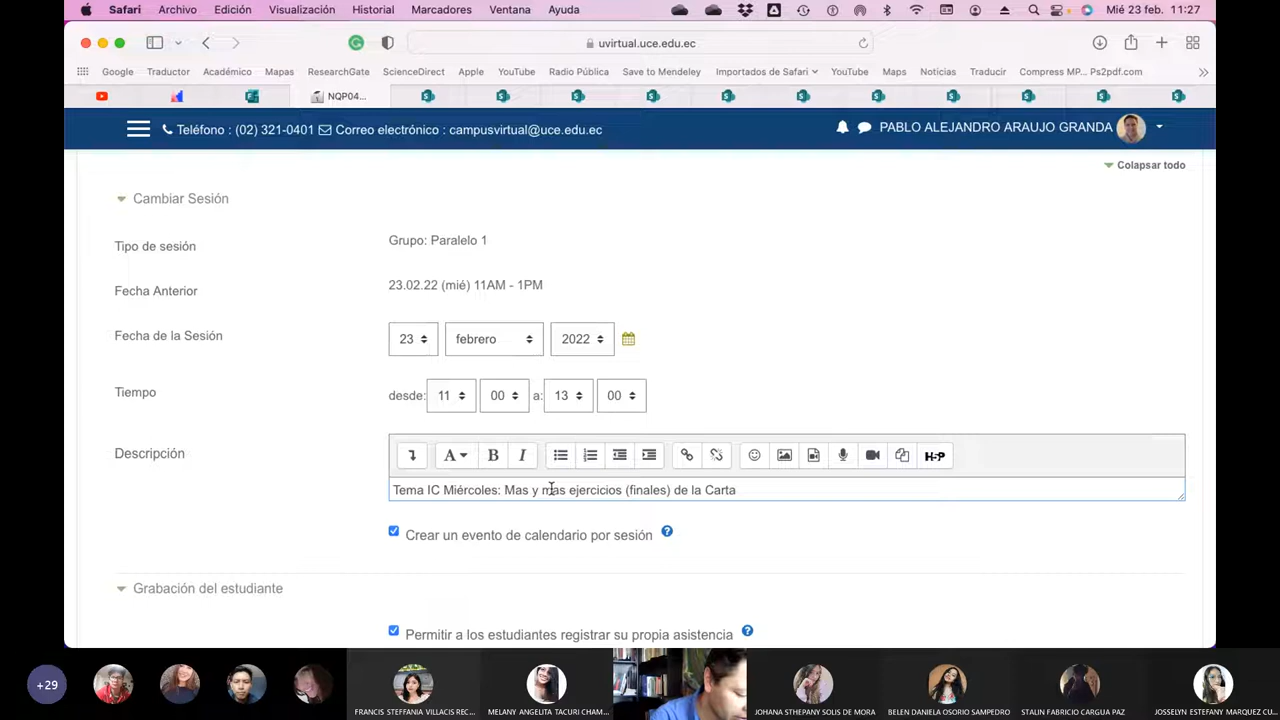 Safari Archivo Edición Visualización Historial Marcadores Ventana Ayuda Mié 23 feb. 11:27
uvirtual.uce.edu.ec
Google Traductor Académico Mapas ResearchGate ScienceDirect Apple YouTube Radio Pública Save to Mendeley Importados de Safari YouTube Maps Noticias Traducir Compress MP... Ps2pdf.com
NQP04...
Teléfono : (02) 321-0401 Correo electrónico : campusvirtual@uce.edu.ec PABLO ALEJANDRO ARAUJO GRANDA
Colapsar todo
Cambiar Sesión
Tipo de sesión Grupo: Paralelo 1
Fecha Anterior 23.02.22 (mié) 11AM - 1PM
Fecha de la Sesión 23 febrero 2022
Tiempo desde: 11 00 a: 13 00
Descripción A B I H-P
Tema IC Miércoles: Mas y mas ejercicios (finales) de la Carta
Crear un evento de calendario por sesión ?
Grabación del estudiante
Permitir a los estudiantes registrar su propia asistencia ?
+29 FRANCIS STEFFANIA VILLACIS REC... MELANY ANGELITA TACURI CHAM... JOHANA STHEPANY SOLIS DE MORA BELEN DANIELA OSORIO SAMPEDRO STALIN FABRICIO CARGUA PAZ JOSSELYN ESTEFANY MARQUEZ CU...